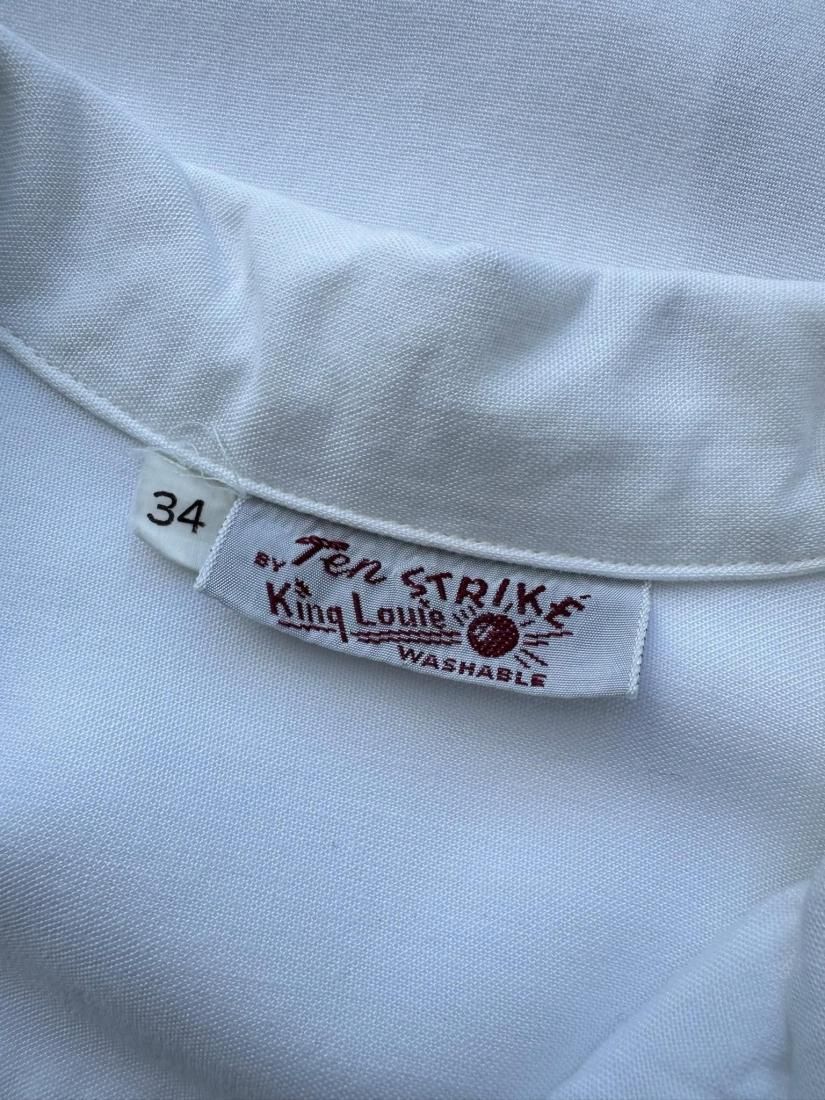 34
Ten STRIKE
BY King Louie
WASHABLE